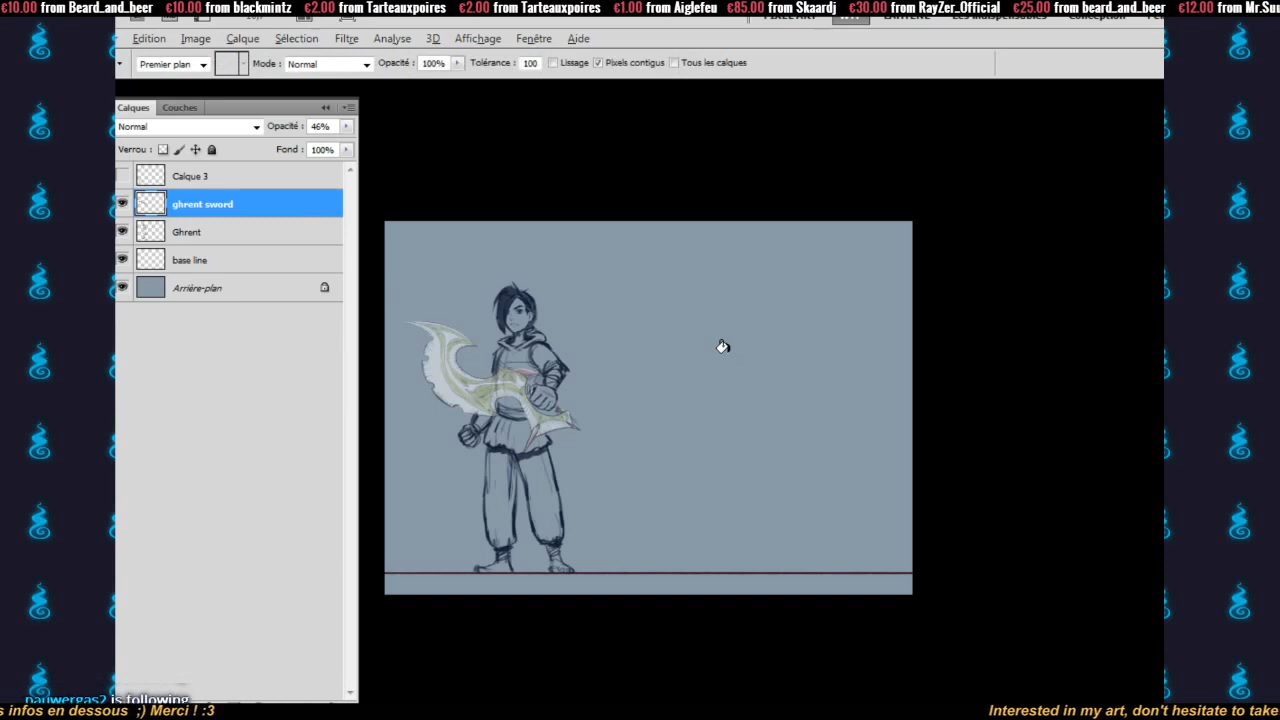 €10.00 from Beard_and_beer €10.00 from blackmintz €2.00 from Tarteauxpoires €2.00 from Tarteauxpoires €1.00 from Aiglefeu €85.00 from Skaardj €30.00 from RayZer_Official €25.00 from beard_and_beer €12.00 from Mr.Sun
Edition Image Calque Sélection Filtre Analyse 3D Affichage Fenêtre Aide
Premier plan Mode : Normal Opacité : 100% Tolérance : 100 Lissage Pixels contigus Tous les calques
Calques Couches
Normal Opacité : 46%
Verrou : Fond : 100%
Calque 3
ghrent sword
Ghrent
base line
Arrière-plan
pauwergas2 is following
s infos en dessous ;) Merci ! :3 Interested in my art, don't hesitate to take